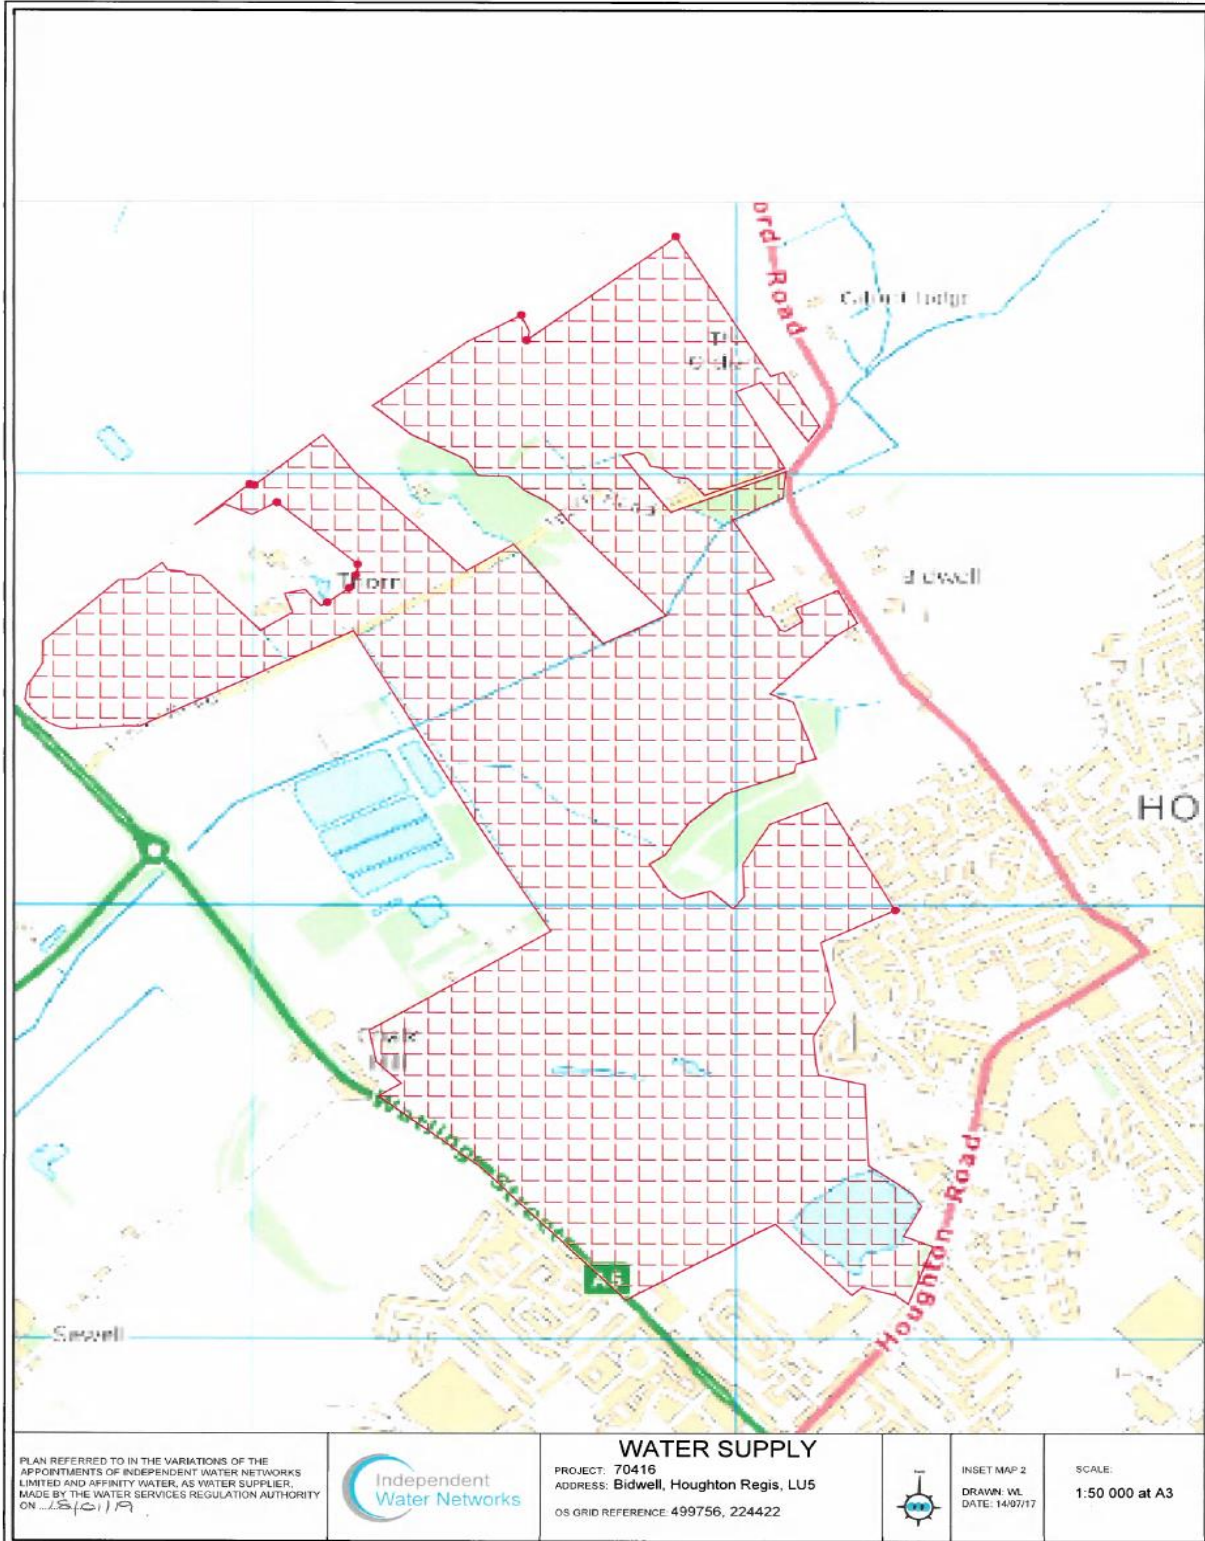 Road
Thorn
Bidwell
HO
Chalk
Hill
Watling Street
A5
Houghton Road
Sewell
PLAN REFERRED TO IN THE VARIATIONS OF THE
APPOINTMENTS OF INDEPENDENT WATER NETWORKS
LIMITED AND AFFINITY WATER, AS WATER SUPPLIER,
MADE BY THE WATER SERVICES REGULATION AUTHORITY
ON
Independent
Water Networks
WATER SUPPLY
PROJECT: 70416
ADDRESS: Bidwell, Houghton Regis, LU5
OS GRID REFERENCE: 499756, 224422
INSET MAP 2
DRAWN: WL
DATE: 14/07/17
SCALE:
1:50 000 at A3